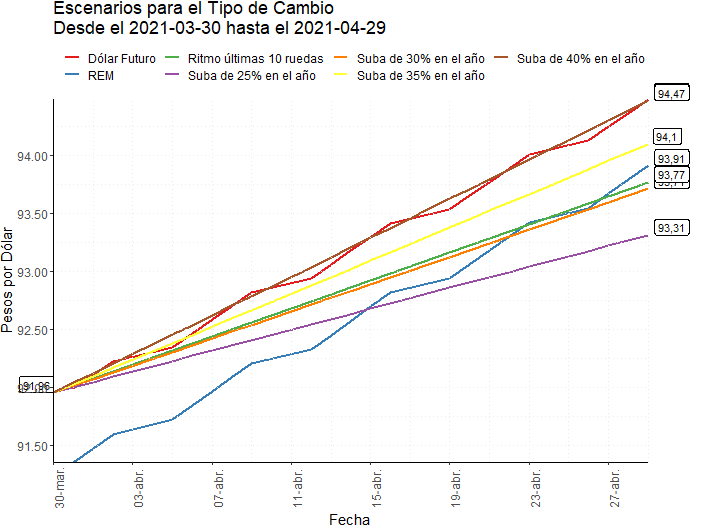 Escenarios para el Tipo de Cambio
Desde el 2021-03-30 hasta el 2021-04-29
Dólar Futuro
Ritmo últimas 10 ruedas
Suba de 30% en el año
Suba de 40% en el año
REM
Suba de 25% en el año
Suba de 35% en el año
94,47
94,1
93,91
93,77
93,31
91,96
94.00
93.50
93.00
92.50
91.50
Pesos por Dólar
30-mar.
03-abr.
07-abr.
11-abr.
15-abr.
19-abr.
23-abr.
27-abr.
Fecha